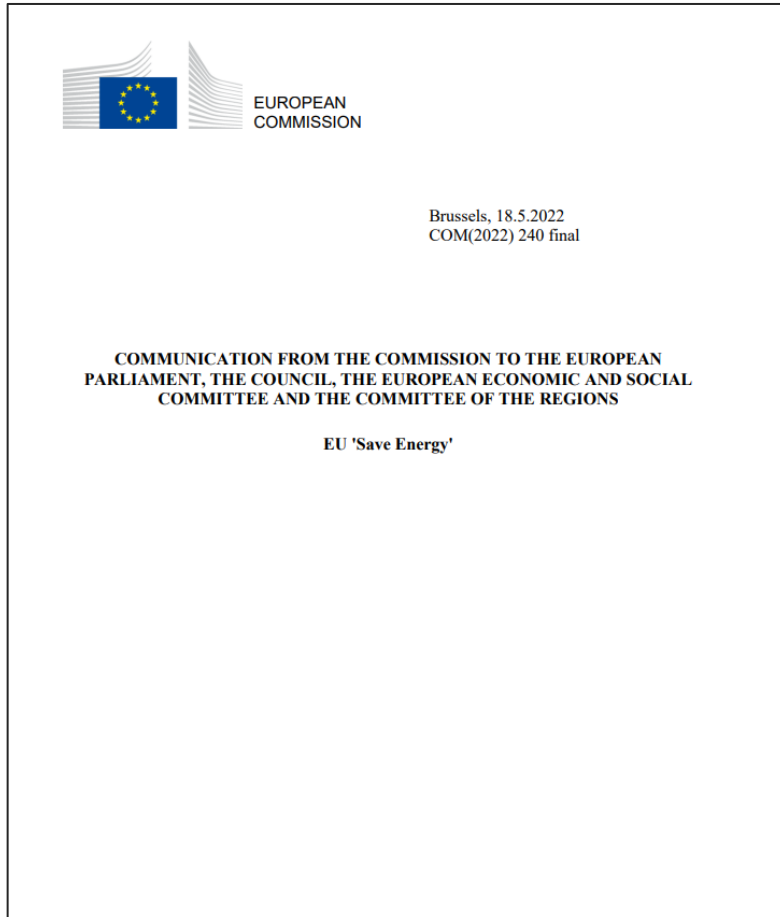 EUROPEAN
COMMISSION
Brussels, 18.5.2022
COM(2022) 240 final
COMMUNICATION FROM THE COMMISSION TO THE EUROPEAN
PARLIAMENT, THE COUNCIL, THE EUROPEAN ECONOMIC AND SOCIAL
COMMITTEE AND THE COMMITTEE OF THE REGIONS
EU 'Save Energy'